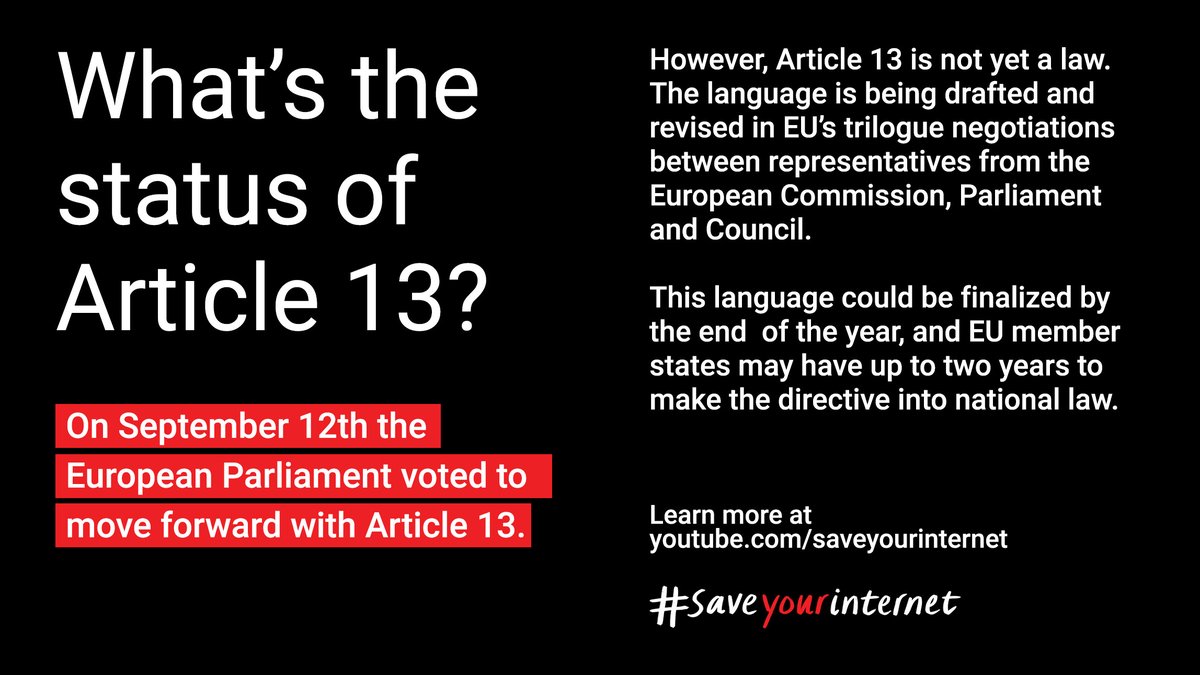 What’s the
status of
Article 13?
On September 12th the
European Parliament voted to
move forward with Article 13.
However, Article 13 is not yet a law.
The language is being drafted and
revised in EU’s trilogue negotiations
between representatives from the
European Commission, Parliament
and Council.
This language could be finalized by
the end  of the year, and EU member
states may have up to two years to
make the directive into national law.
Learn more at
youtube.com/saveyourinternet
#saveyourinternet